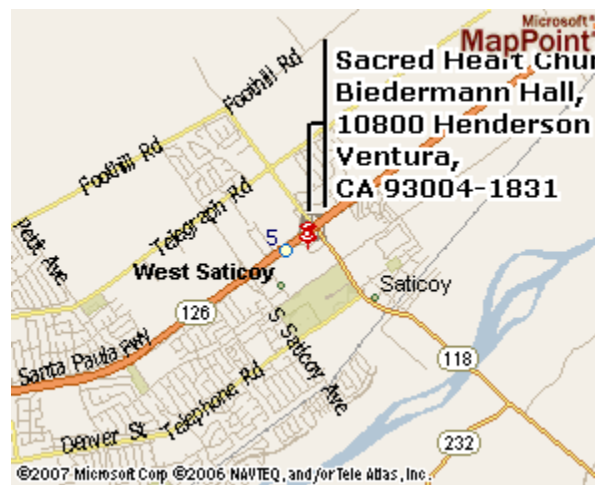 Microsoft®
MapPoint®
Sacred Heart Chur
Biedermann Hall,
10800 Henderson
Ventura,
CA 93004-1831
Foothill Rd
Foothill Rd
Telegraph Rd
Petit Ave
5
West Saticoy
Saticoy
126
Santa Paula Fwy
S Saticoy Ave
118
Telephone Rd
Denver St
232
©2007 Microsoft Corp ©2006 NAVTEQ, and/or Tele Atlas, Inc.